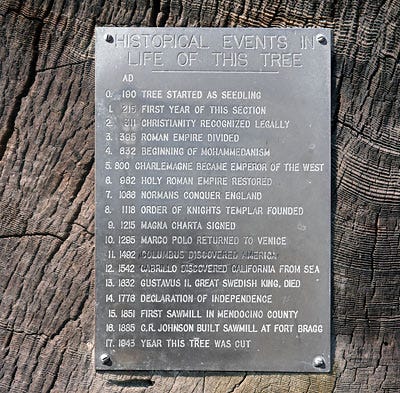 HISTORICAL EVENTS IN
LIFE OF THIS TREE
AD
0. 190 TREE STARTED AS SEEDLING
1. 215 FIRST YEAR OF THIS SECTION
2. 311 CHRISTIANITY RECOGNIZED LEGALLY
3. 395 ROMAN EMPIRE DIVIDED
4. 632 BEGINNING OF MOHAMMEDANISM
5. 800 CHARLEMAGNE BECAME EMPEROR OF THE WEST
6. 962 HOLY ROMAN EMPIRE RESTORED
7. 1066 NORMANS CONQUER ENGLAND
8. 1118 ORDER OF KNIGHTS TEMPLAR FOUNDED
9. 1215 MAGNA CHARTA SIGNED
10. 1295 MARCO POLO RETURNED TO VENICE
11. 1492 COLUMBUS DISCOVERED AMERICA
12. 1542 CABRILLO DISCOVERED CALIFORNIA FROM SEA
13. 1632 GUSTAVUS II, GREAT SWEDISH KING, DIED
14. 1776 DECLARATION OF INDEPENDENCE
15. 1851 FIRST SAWMILL IN MENDOCINO COUNTY
16. 1885 C.R. JOHNSON BUILT SAWMILL AT FORT BRAGG
17. 1943 YEAR THIS TREE WAS CUT